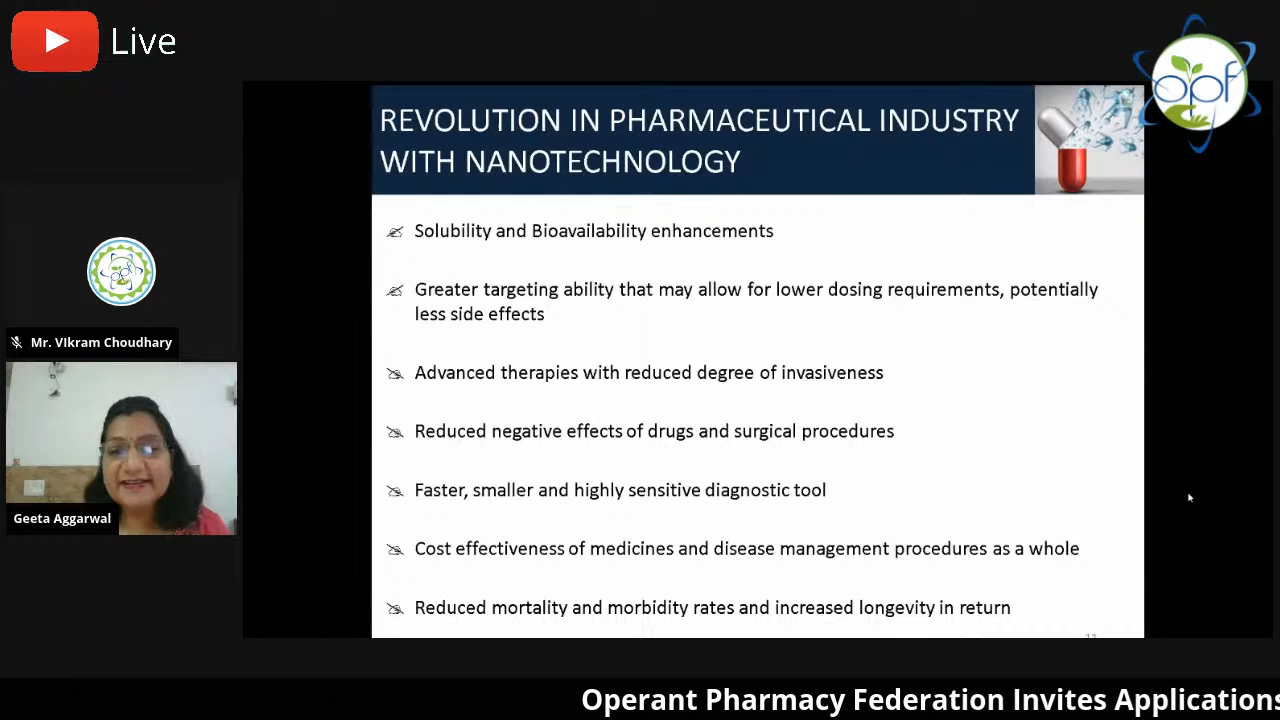 Live
opf
REVOLUTION IN PHARMACEUTICAL INDUSTRY
WITH NANOTECHNOLOGY
Solubility and Bioavailability enhancements
Greater targeting ability that may allow for lower dosing requirements, potentially
less side effects
Advanced therapies with reduced degree of invasiveness
Reduced negative effects of drugs and surgical procedures
Faster, smaller and highly sensitive diagnostic tool
Cost effectiveness of medicines and disease management procedures as a whole
Reduced mortality and morbidity rates and increased longevity in return
11
Mr. VIkram Choudhary
Geeta Aggarwal
Operant Pharmacy Federation Invites Applications